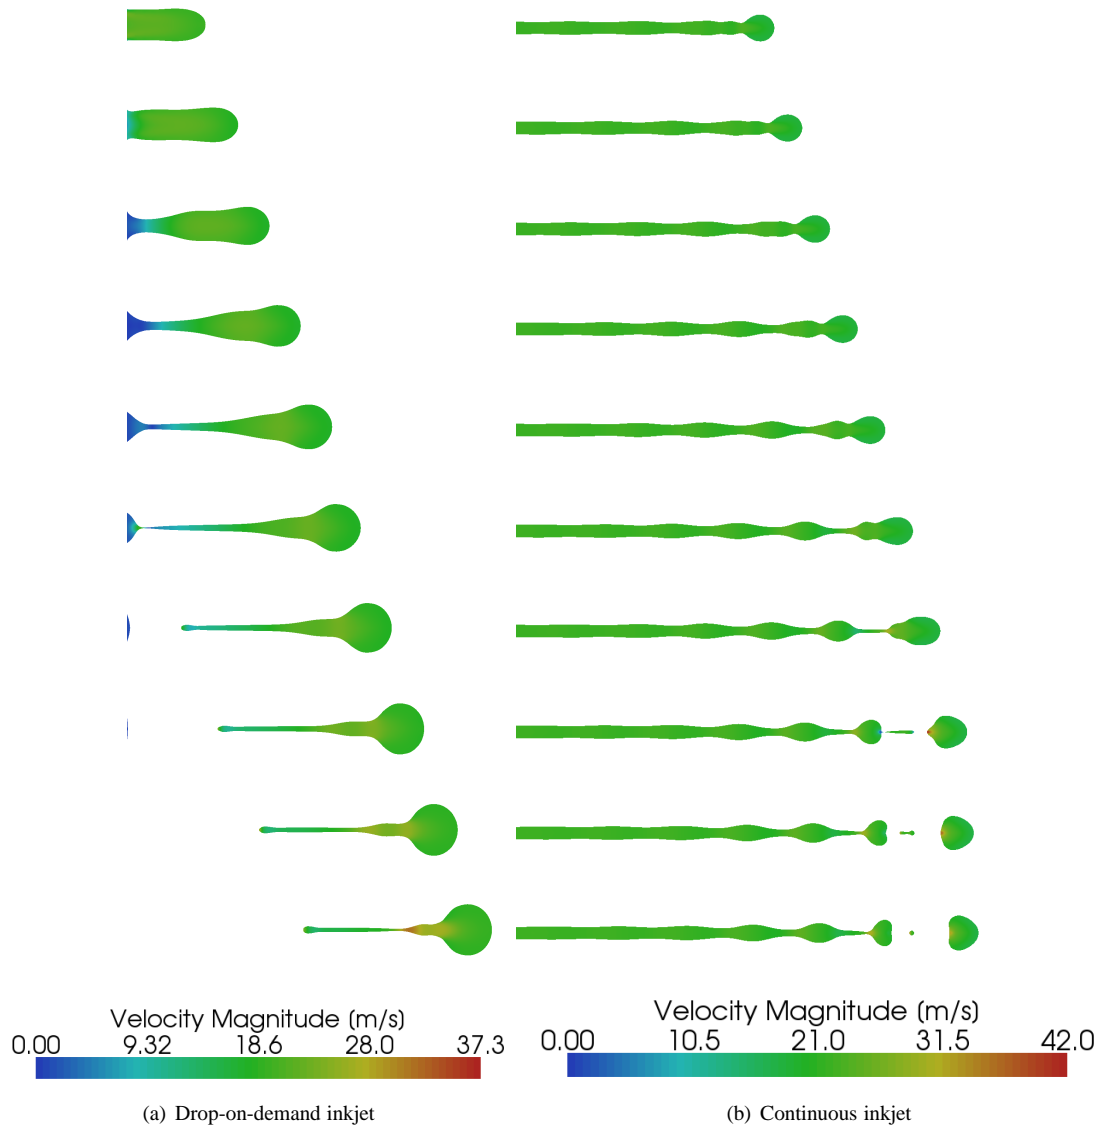 Velocity Magnitude (m/s)
0.00 9.32 18.6 28.0 37.3
(a) Drop-on-demand inkjet
Velocity Magnitude (m/s)
0.00 10.5 21.0 31.5 42.0
(b) Continuous inkjet